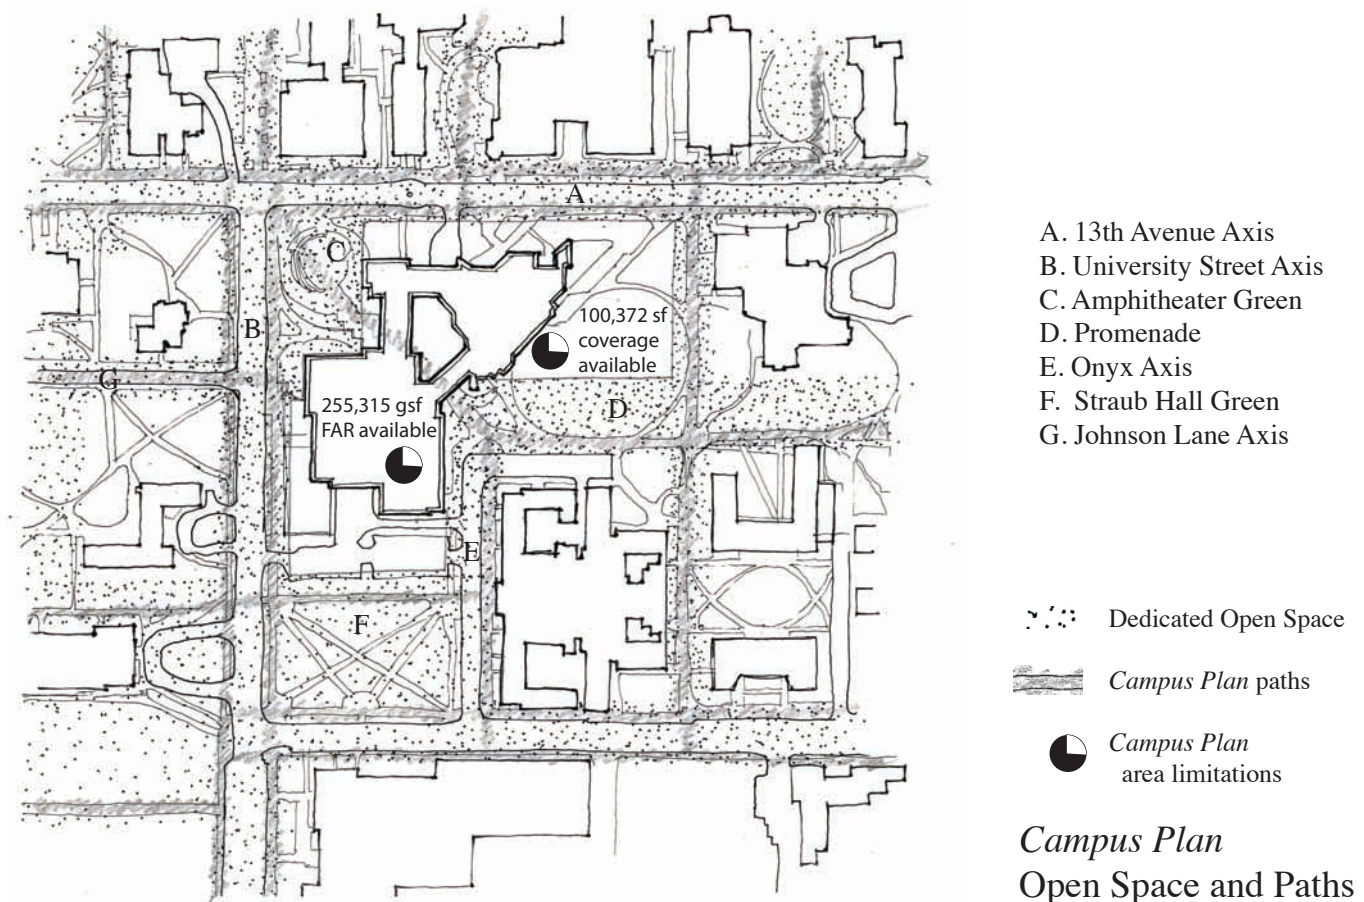 A
C
B
100,372 sf
coverage
available
G
D
255,315 gsf
FAR available
E
F
A. 13th Avenue Axis
B. University Street Axis
C. Amphitheater Green
D. Promenade
E. Onyx Axis
F. Straub Hall Green
G. Johnson Lane Axis
Dedicated Open Space
Campus Plan paths
Campus Plan
area limitations
Campus Plan
Open Space and Paths